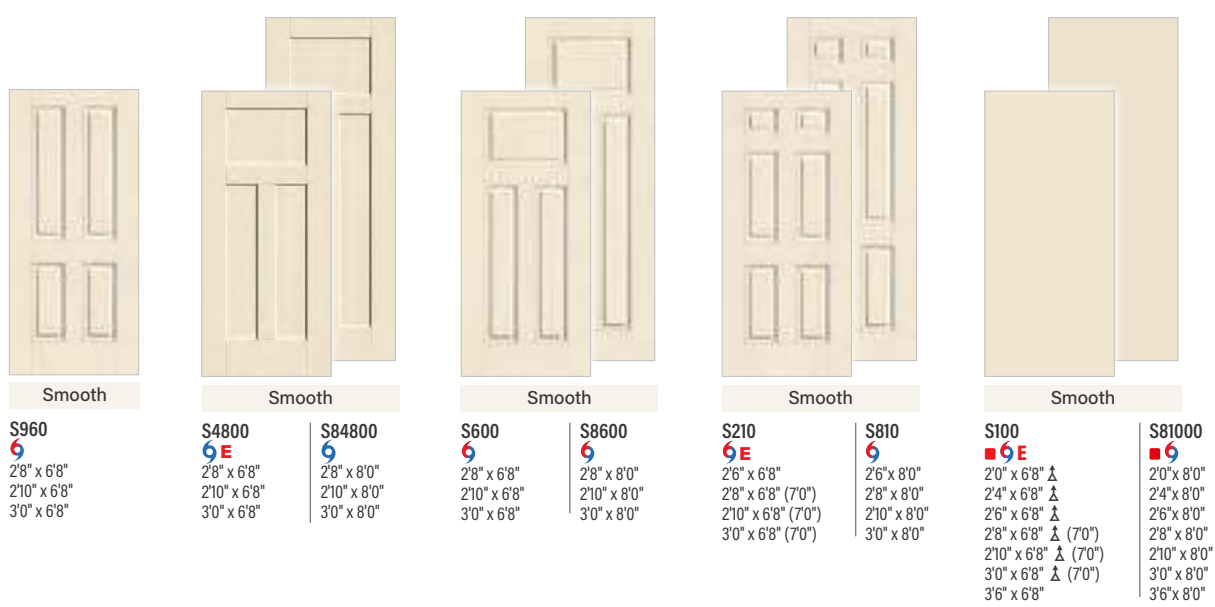 Smooth
S960
2'8" x 6'8"
2'10" x 6'8"
3'0" x 6'8"
Smooth
S4800
E
2'8" x 6'8"
2'10" x 6'8"
3'0" x 6'8"
S84800
2'8" x 8'0"
2'10" x 8'0"
3'0" x 8'0"
Smooth
S600
2'8" x 6'8"
2'10" x 6'8"
3'0" x 6'8"
S8600
2'8" x 8'0"
2'10" x 8'0"
3'0" x 8'0"
Smooth
S210
E
2'6" x 6'8"
2'8" x 6'8" (7'0")
2'10" x 6'8" (7'0")
3'0" x 6'8" (7'0")
S810
2'6" x 8'0"
2'8" x 8'0"
2'10" x 8'0"
3'0" x 8'0"
Smooth
S100
E
2'0" x 6'8"
2'4" x 6'8"
2'6" x 6'8"
2'8" x 6'8" (7'0")
2'10" x 6'8" (7'0")
3'0" x 6'8" (7'0")
3'6" x 6'8"
S81000
2'0" x 8'0"
2'4" x 8'0"
2'6" x 8'0"
2'8" x 8'0"
2'10" x 8'0"
3'0" x 8'0"
3'6" x 8'0"